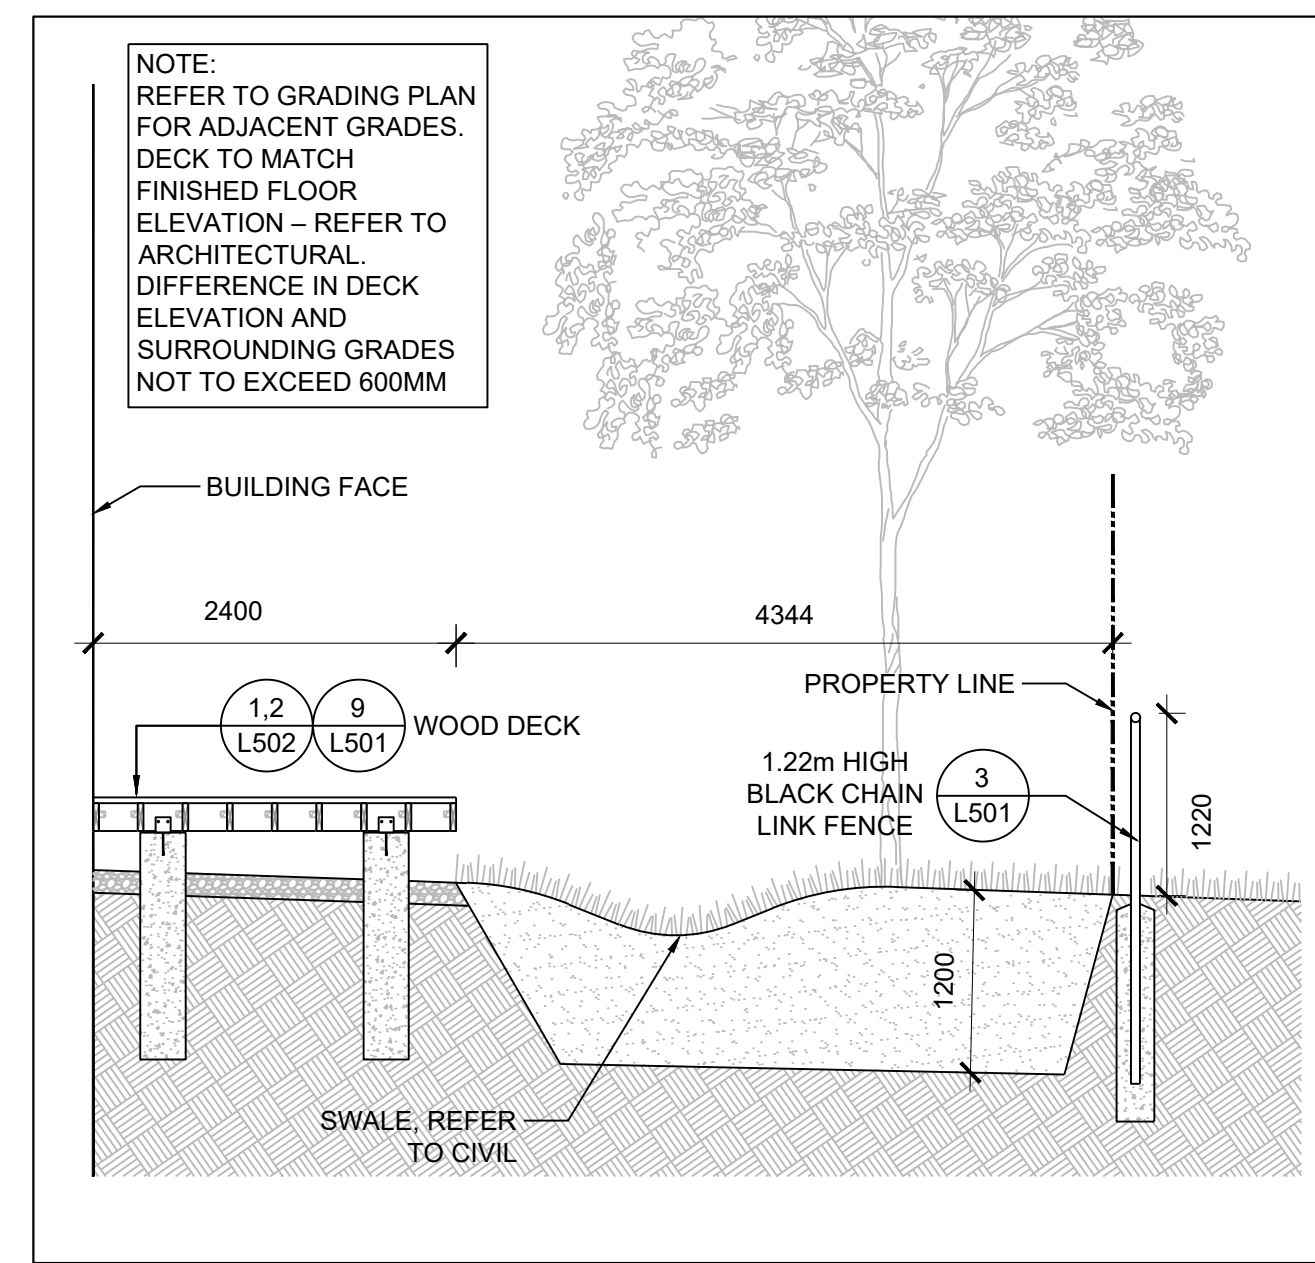 NOTE:
REFER TO GRADING PLAN
FOR ADJACENT GRADES.
DECK TO MATCH
FINISHED FLOOR
ELEVATION – REFER TO
ARCHITECTURAL.
DIFFERENCE IN DECK
ELEVATION AND
SURROUNDING GRADES
NOT TO EXCEED 600MM
BUILDING FACE
2400
4344
PROPERTY LINE
1,2
L502
9
L501
WOOD DECK
1.22m HIGH
BLACK CHAIN
LINK FENCE
3
L501
1220
1200
SWALE, REFER
TO CIVIL